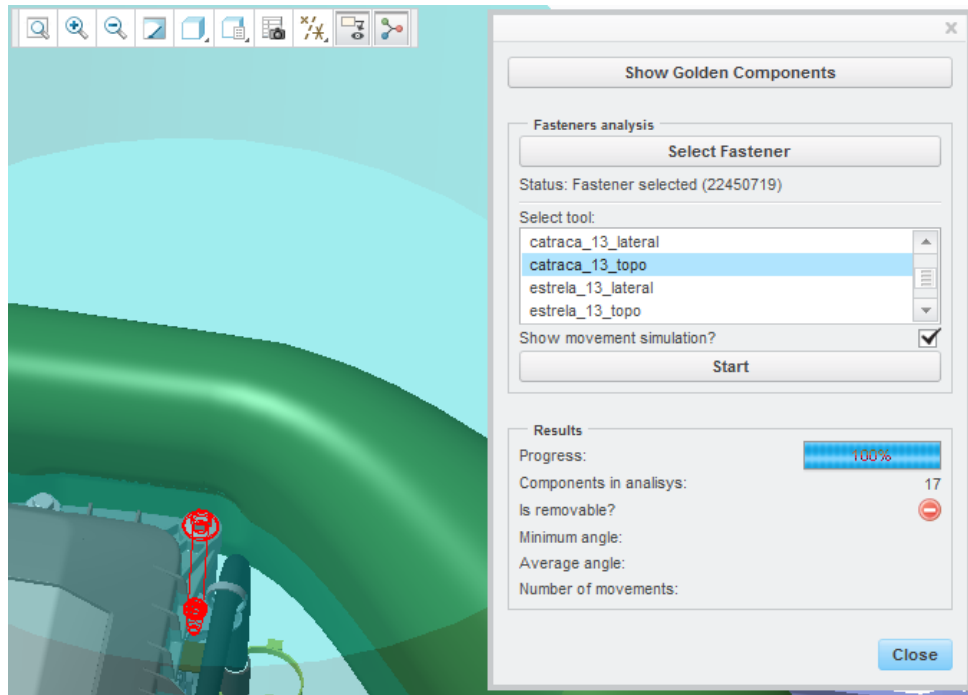 Show Golden Components
Fasteners analysis
Select Fastener
Status: Fastener selected (22450719)
Select tool:
catraca_13_lateral
catraca_13_topo
estrela_13_lateral
estrela_13_topo
Show movement simulation?
Start
Results
Progress: 100%
Components in analisys: 17
Is removable?
Minimum angle:
Average angle:
Number of movements:
Close